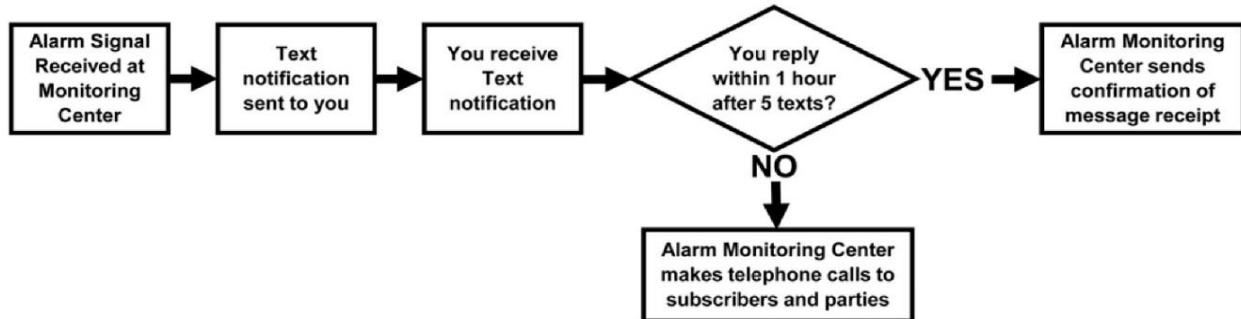 Alarm Signal
Received at
Monitoring
Center
Text
notification
sent to you
You receive
Text
notification
You reply
within 1 hour
after 5 texts?
YES
Alarm Monitoring
Center sends
confirmation of
message receipt
NO
Alarm Monitoring Center
makes telephone calls to
subscribers and parties